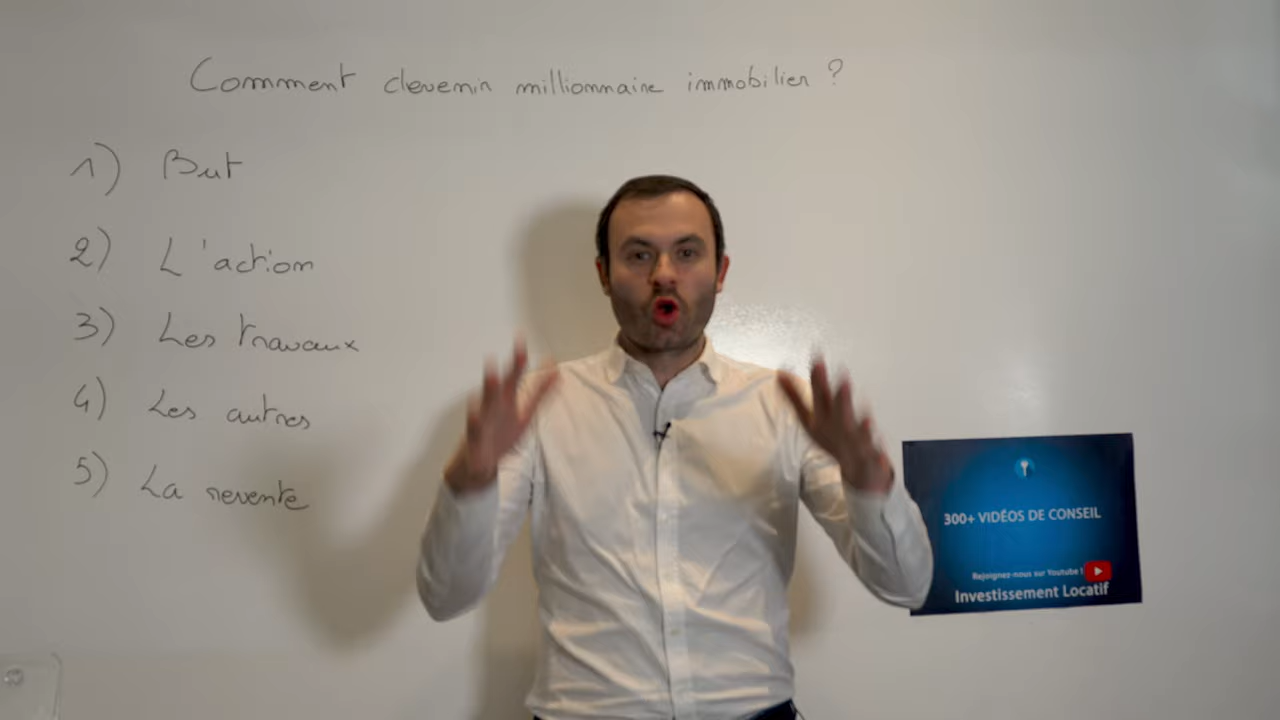 Comment devenir millionnaire immobilier ?
1) But
2) L'action
3) Les travaux
4) Les autres
5) La revente
300+ VIDÉOS DE CONSEIL
Rejoignez-nous sur Youtube !
Investissement Locatif